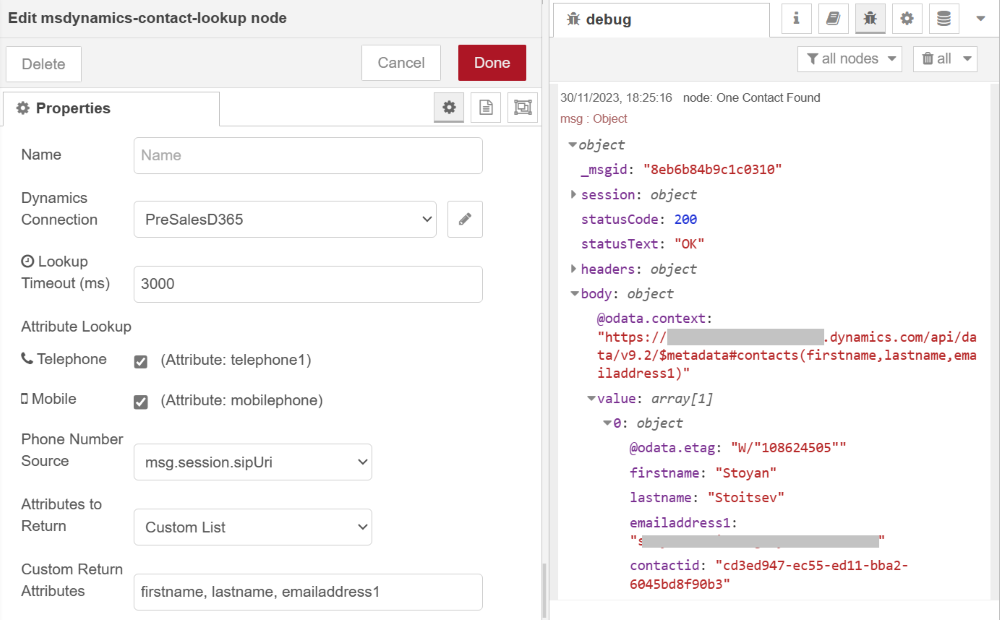 Edit msdynamics-contact-lookup node
Delete
Cancel
Done
Properties
Name
Name
Dynamics
Connection
PreSalesD365
Lookup
Timeout (ms)
3000
Attribute Lookup
Telephone
(Attribute: telephone1)
Mobile
(Attribute: mobilephone)
Phone Number
Source
msg.session.sipUri
Attributes to
Return
Custom List
Custom Return
Attributes
firstname, lastname, emailaddress1
debug
all nodes
all
30/11/2023, 18:25:16 node: One Contact Found
msg : Object
object
_msgid: "8eb6b84b9c1c0310"
session: object
statusCode: 200
statusText: "OK"
headers: object
body: object
@odata.context:
"https:// .dynamics.com/api/da
ta/v9.2/$metadata#contacts(firstname,lastname,ema
iladdress1)"
value: array[1]
0: object
@odata.etag: "W/"108624505""
firstname: "Stoyan"
lastname: "Stoitsev"
emailaddress1:
"s "
contactid: "cd3ed947-ec55-ed11-bba2-
6045bd8f90b3"